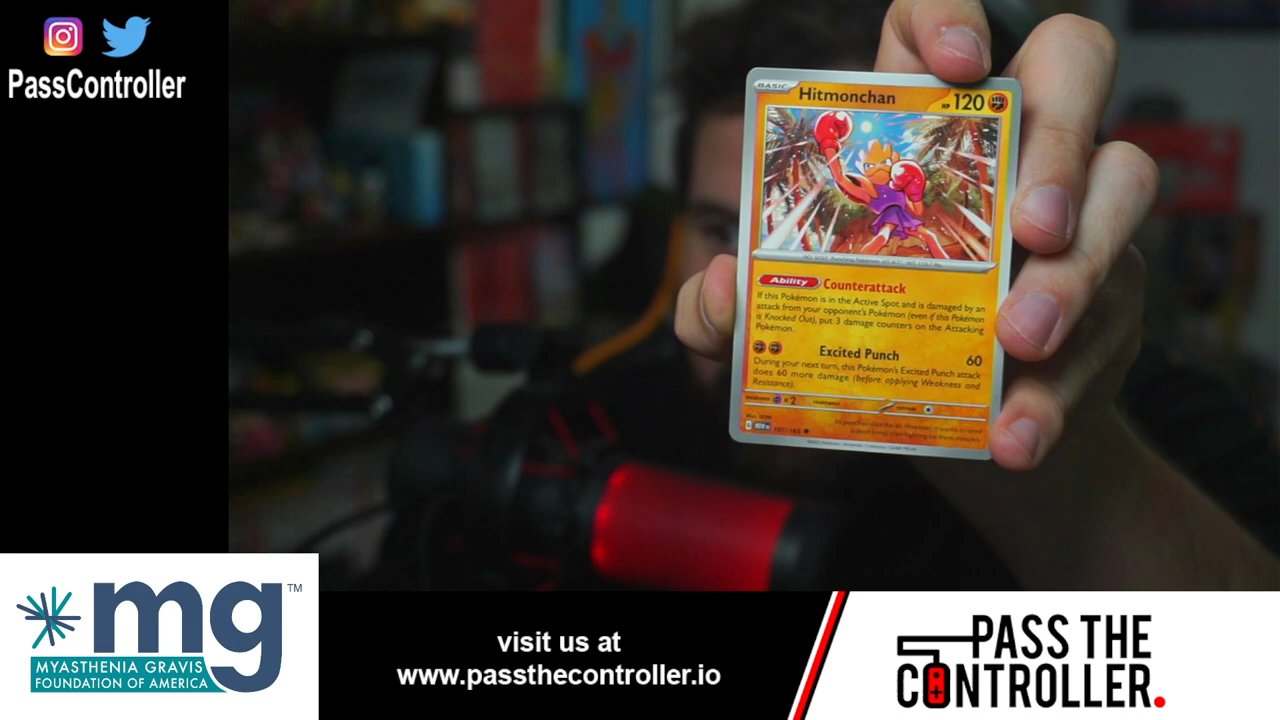 PassController
BASIC
Hitmonchan
HP 120
Ability Counterattack
If this Pokémon is in the Active Spot and is damaged by an
attack from your opponent's Pokémon (even if this Pokémon
is Knocked Out), put 3 damage counters on the Attacking
Pokémon.
Excited Punch 60
During your next turn, this Pokémon's Excited Punch attack
does 60 more damage (before applying Weakness and
Resistance).
weakness ×2 resistance retreat
mg™
MYASTHENIA GRAVIS
FOUNDATION OF AMERICA
visit us at
www.passthecontroller.io
PASS THE
CONTROLLER.